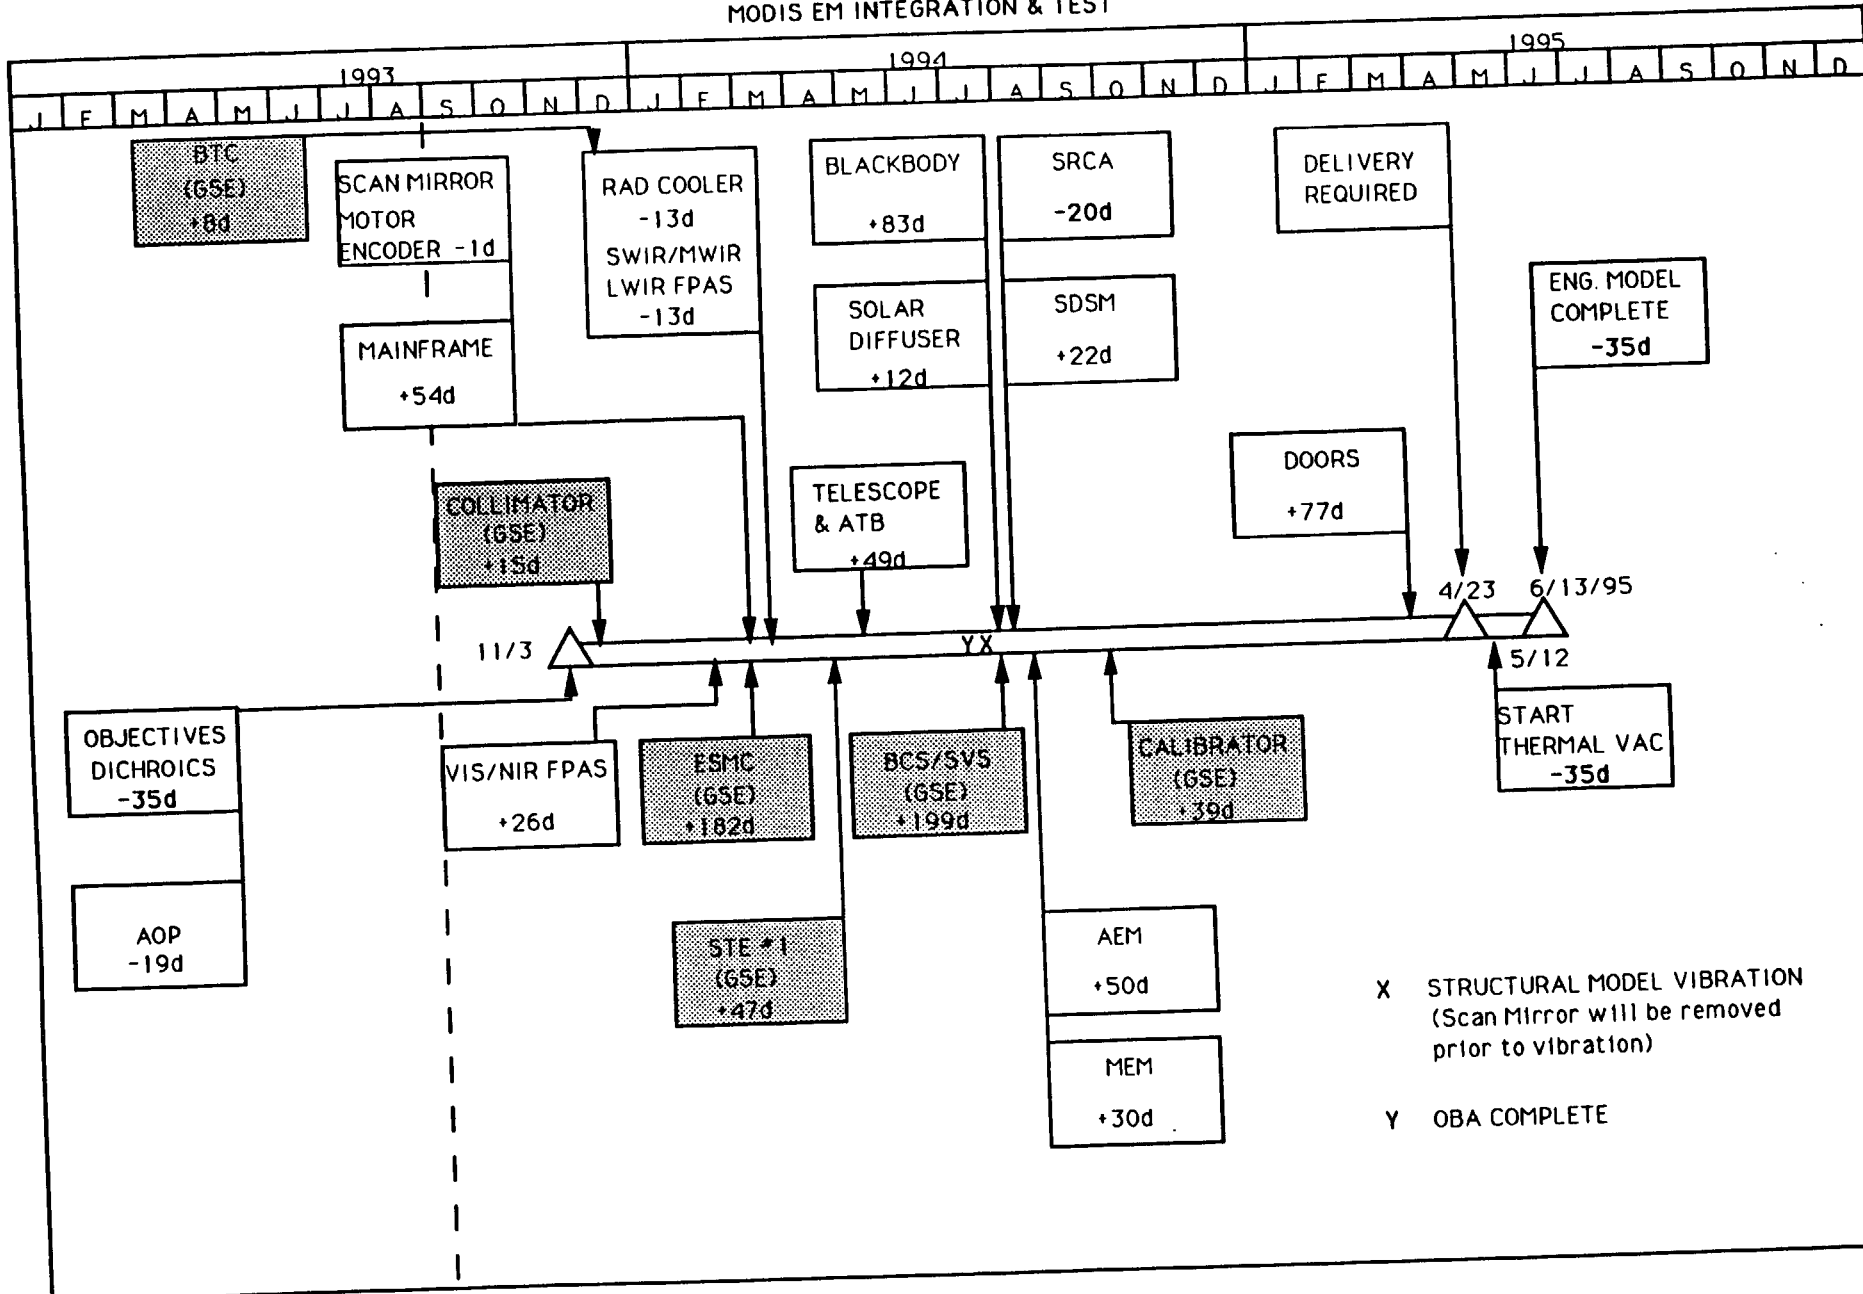 MODIS EM INTEGRATION & TEST
1993
1994
1995
J F M A M J J A S O N D J F M A M J J A S O N D J F M A M J J A S O N D
BTC
(GSE)
+8d
SCAN MIRROR
MOTOR
ENCODER -1d
MAINFRAME
+54d
RAD COOLER
-13d
SWIR/MWIR
LWIR FPAS
-13d
BLACKBODY
+83d
SRCA
-20d
SOLAR
DIFFUSER
+12d
SDSM
+22d
DELIVERY
REQUIRED
ENG. MODEL
COMPLETE
-35d
COLLIMATOR
(GSE)
+15d
TELESCOPE
& ATB
+49d
DOORS
+77d
11/3
YX
4/23
6/13/95
5/12
OBJECTIVES
DICHROICS
-35d
AOP
-19d
VIS/NIR FPAS
+26d
ESMC
(GSE)
+182d
BCS/SVS
(GSE)
+199d
CALIBRATOR
(GSE)
+39d
START
THERMAL VAC
-35d
STE #1
(GSE)
+47d
AEM
+50d
MEM
+30d
X STRUCTURAL MODEL VIBRATION
(Scan Mirror will be removed
prior to vibration)
Y OBA COMPLETE